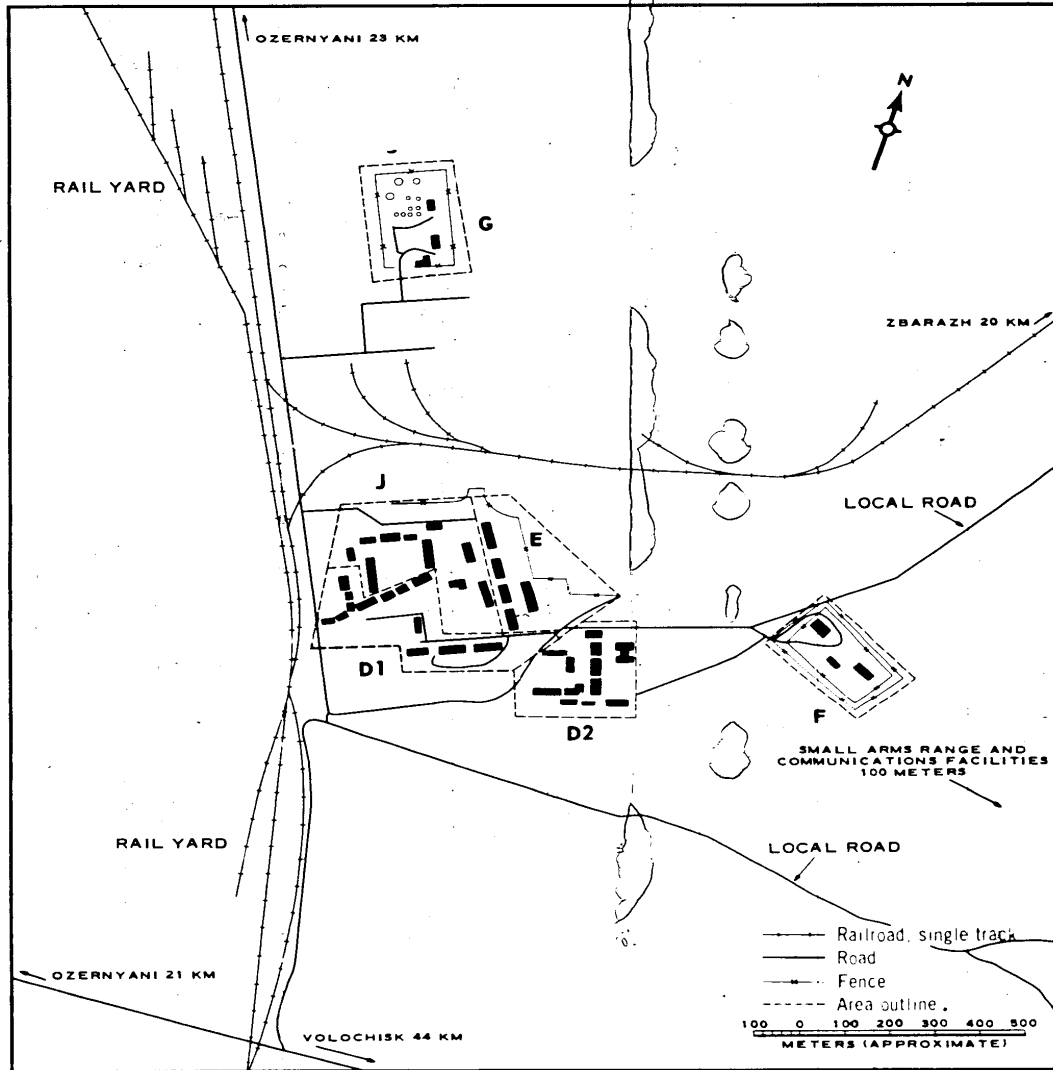 OZERNYANI 23 KM
N
RAIL YARD
G
ZBARAZH 20 KM
J
LOCAL ROAD
E
D1
F
D2
SMALL ARMS RANGE AND
COMMUNICATIONS FACILITIES
100 METERS
RAIL YARD
LOCAL ROAD
Railroad, single track
Road
Fence
Area outline.
OZERNYANI 21 KM
100 0 100 200 300 400 500
METERS (APPROXIMATE)
VOLOCHISK 44 KM